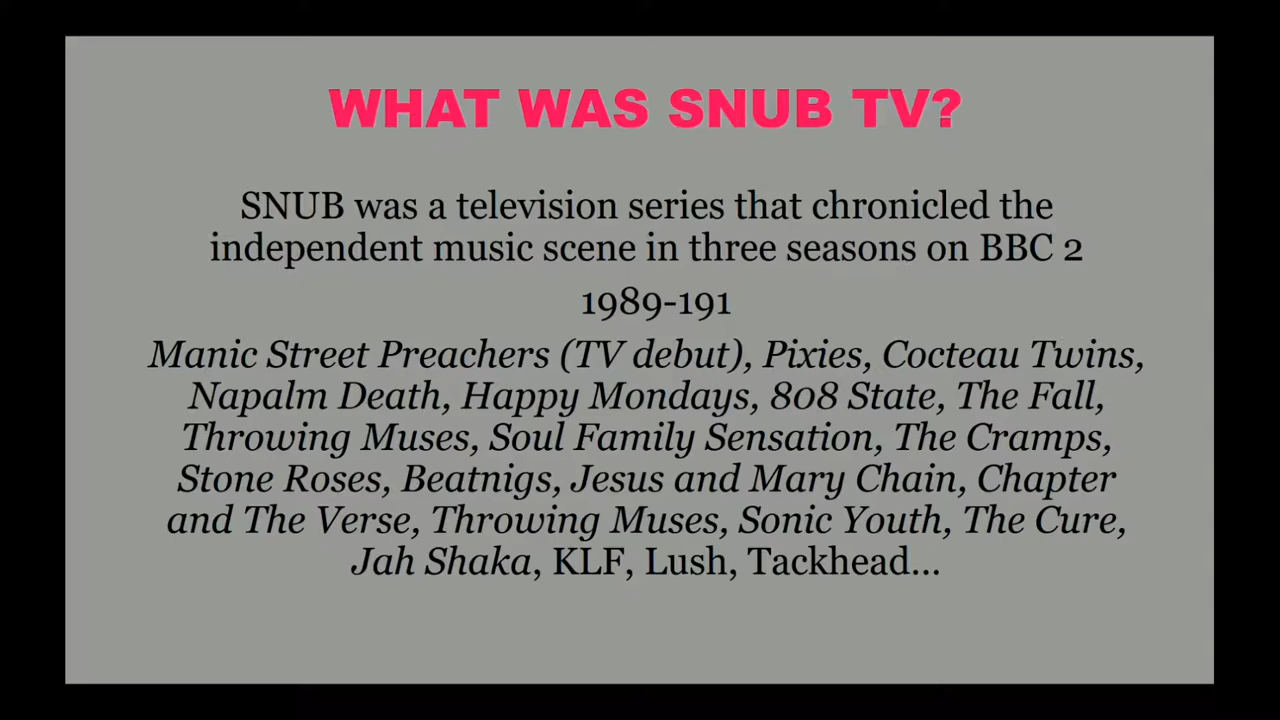 WHAT WAS SNUB TV?
SNUB was a television series that chronicled the
independent music scene in three seasons on BBC 2
1989-191
Manic Street Preachers (TV debut), Pixies, Cocteau Twins,
Napalm Death, Happy Mondays, 808 State, The Fall,
Throwing Muses, Soul Family Sensation, The Cramps,
Stone Roses, Beatnigs, Jesus and Mary Chain, Chapter
and The Verse, Throwing Muses, Sonic Youth, The Cure,
Jah Shaka, KLF, Lush, Tackhead...